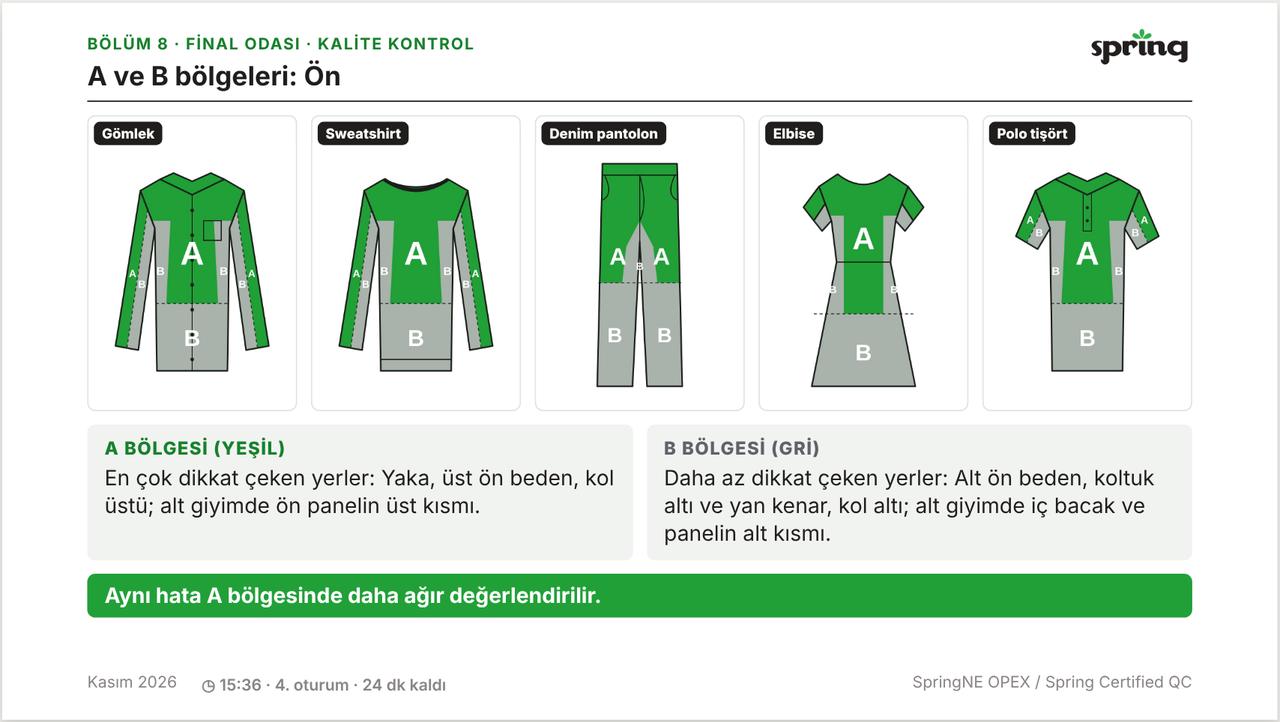 BÖLÜM 8 · FİNAL ODASI · KALİTE KONTROL
spring
A ve B bölgeleri: Ön
Gömlek
Sweatshirt
Denim pantolon
Elbise
Polo tişört
A
A
B
B
A
B
B
B
A
A
B
B
A
B
B
B
A
A
B
B
B
A
B
B
B
A
A
B
B
A
B
B
B
A BÖLGESİ (YEŞİL)
En çok dikkat çeken yerler: Yaka, üst ön beden, kol
üstü; alt giyimde ön panelin üst kısmı.
B BÖLGESİ (GRİ)
Daha az dikkat çeken yerler: Alt ön beden, koltuk
altı ve yan kenar, kol altı; alt giyimde iç bacak ve
panelin alt kısmı.
Aynı hata A bölgesinde daha ağır değerlendirilir.
Kasım 2026
15:36 · 4. oturum · 24 dk kaldı
SpringNE OPEX / Spring Certified QC